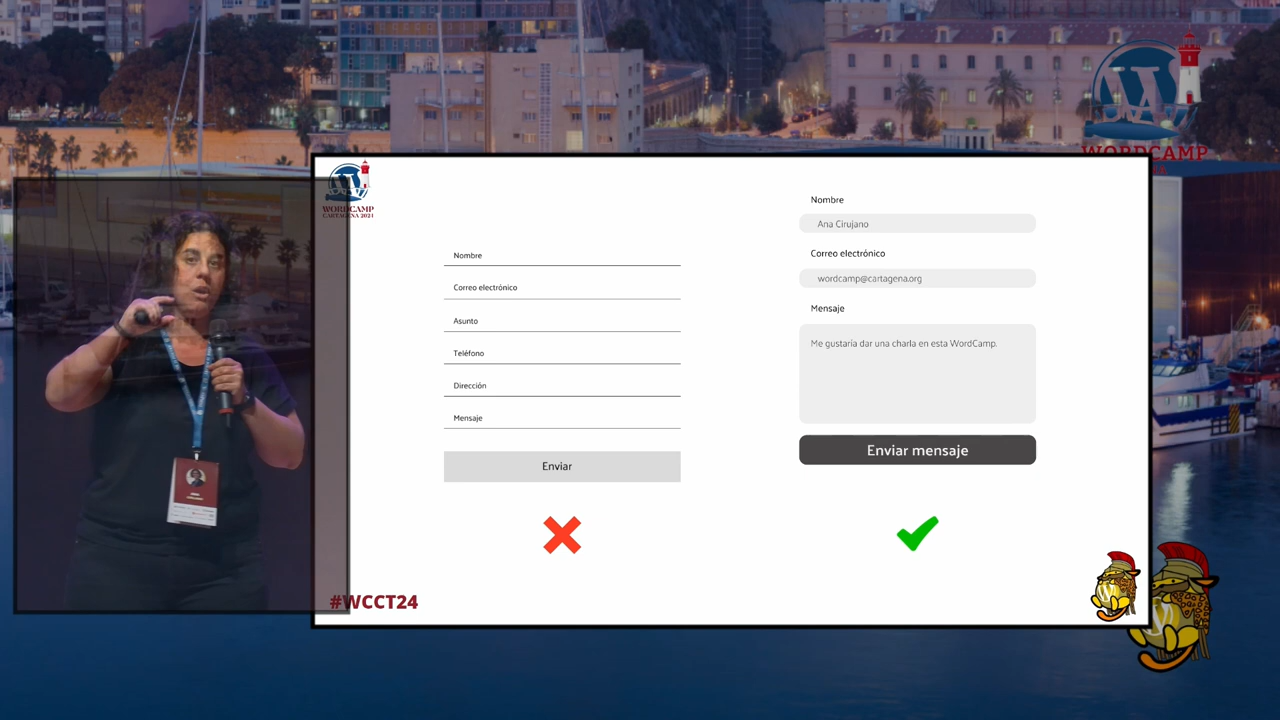 WORDCAMP
WORDCAMP
CARTAGENA 2024
Nombre
Correo electrónico
Asunto
Teléfono
Dirección
Mensaje
Enviar
Nombre
Ana Cirujano
Correo electrónico
wordcamp@cartagena.org
Mensaje
Me gustaría dar una charla en esta WordCamp.
Enviar mensaje
#WCCT24